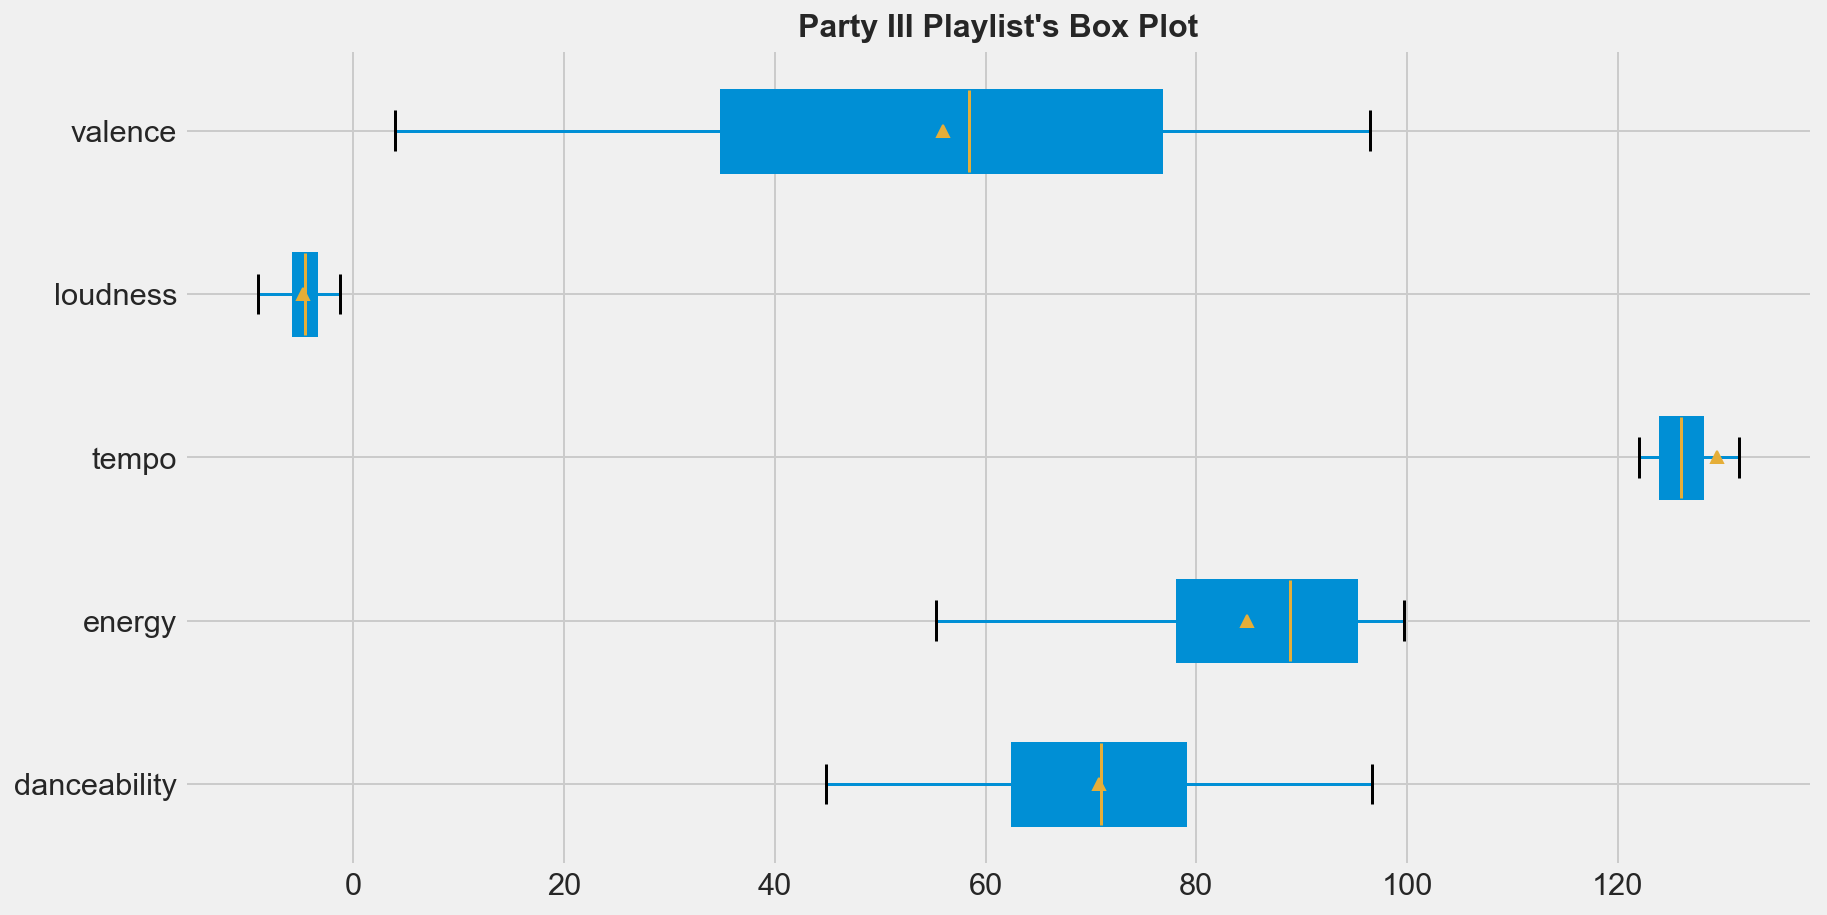 Party III Playlist's Box Plot
valence
loudness
tempo
energy
danceability
0 20 40 60 80 100 120